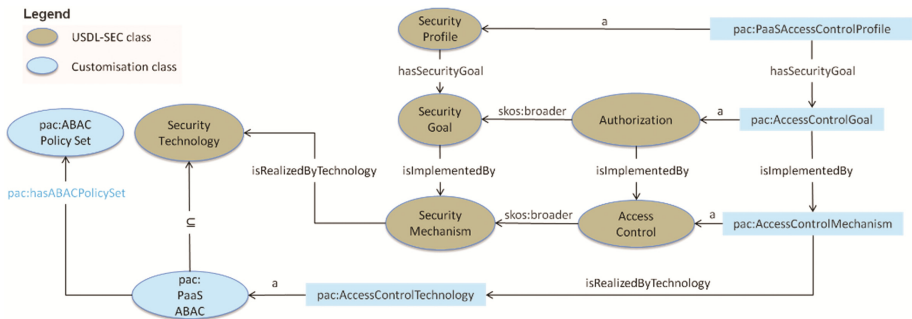 Legend
USDL-SEC class
Customisation class
Security
Profile
a
pac:PaaSAccessControlProfile
hasSecurityGoal
hasSecurityGoal
pac:ABAC
Policy Set
Security
Technology
Security
Goal
skos:broader
Authorization
a
pac:AccessControlGoal
pac:hasABACPolicySet
isRealizedByTechnology
isImplementedBy
isImplementedBy
isImplementedBy
⊆
Security
Mechanism
skos:broader
Access
Control
a
pac:AccessControlMechanism
pac:
PaaS
ABAC
a
pac:AccessControlTechnology
isRealizedByTechnology